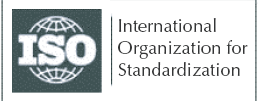 ISO
International
Organization for
Standardization